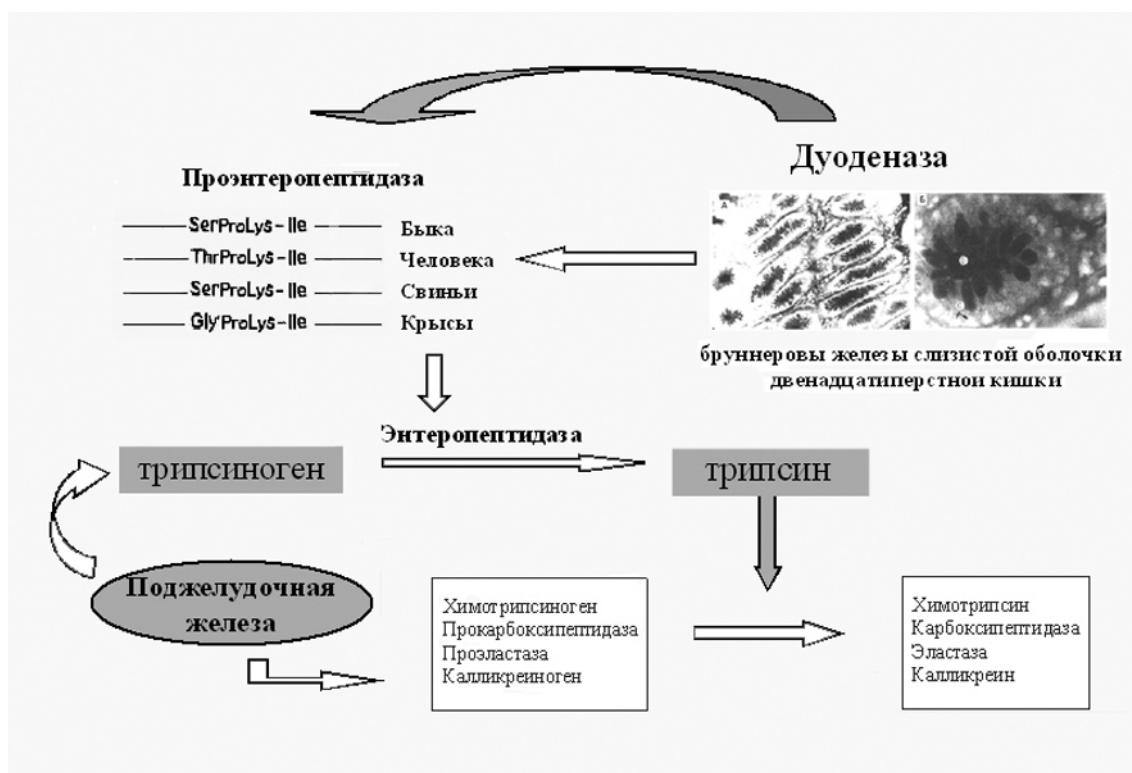 Дуоденаза
Проэнтеропептидаза
SerProLys-Ile Быка
ThrProLys-Ile Человека
SerProLys-Ile Свиньи
GlyProLys-Ile Крысы
А
Б
бруннеровы железы слизистой оболочки
двенадцатиперстной кишки
Энтеропептидаза
трипсиноген
трипсин
Поджелудочная
железа
Химотрипсиноген
Прокарбоксипептидаза
Проэластаза
Калликреиноген
Химотрипсин
Карбоксипептидаза
Эластаза
Калликреин